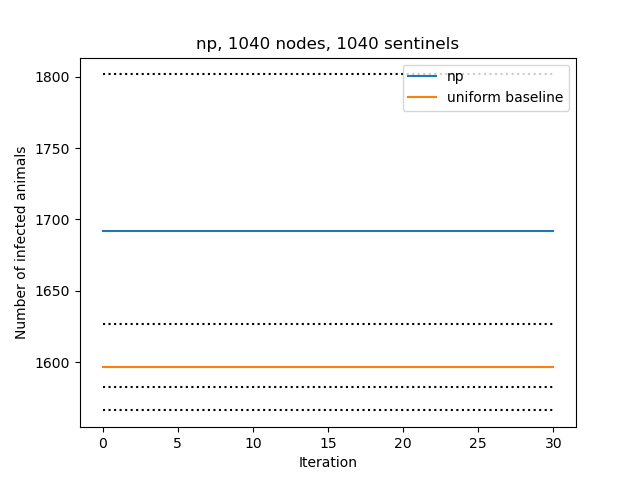 np, 1040 nodes, 1040 sentinels
Number of infected animals
1800
1750
1700
1650
1600
np
uniform baseline
0 5 10 15 20 25 30
Iteration